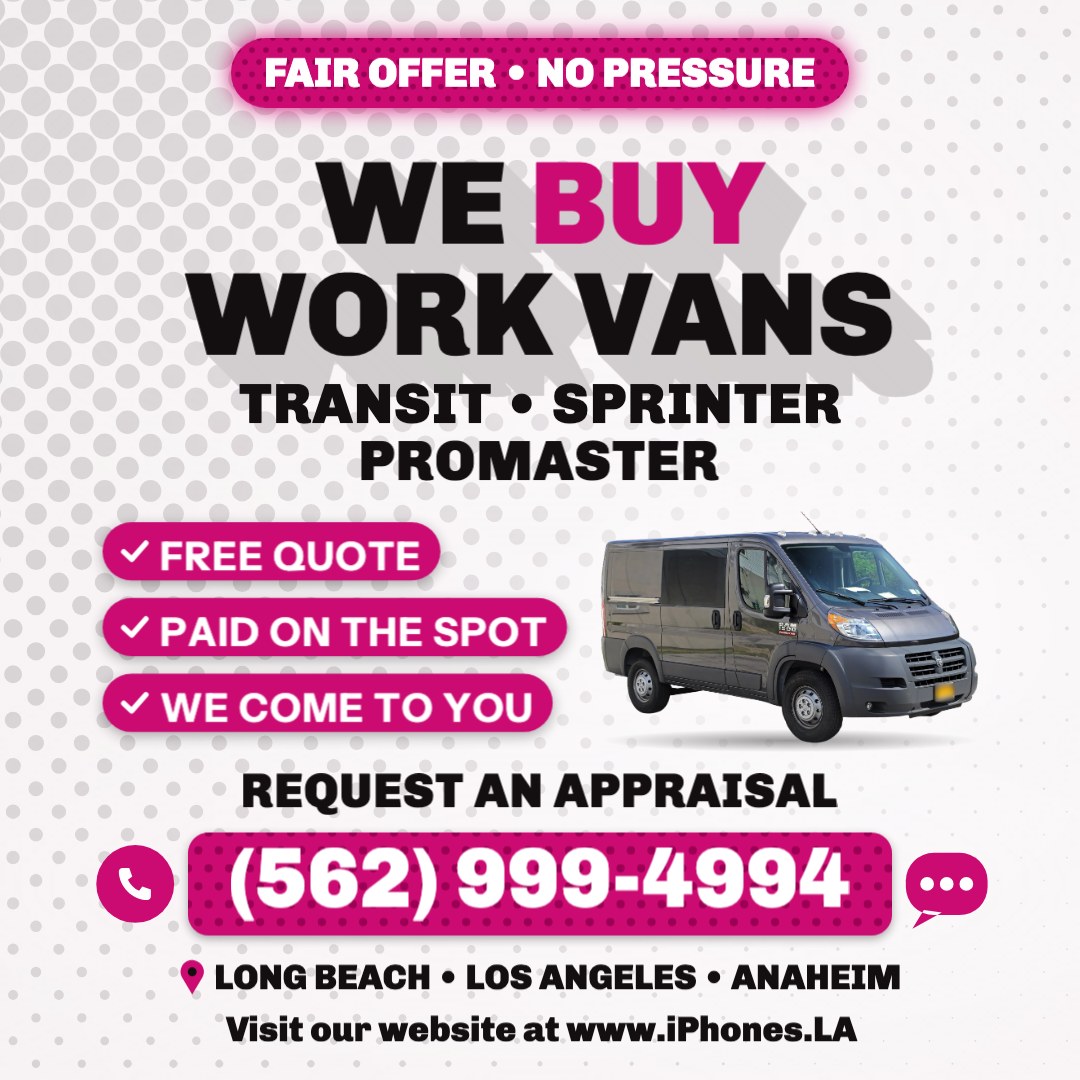 FAIR OFFER • NO PRESSURE
WE BUY
WORK VANS
TRANSIT • SPRINTER
PROMASTER
FREE QUOTE
PAID ON THE SPOT
WE COME TO YOU
REQUEST AN APPRAISAL
(562) 999-4994
LONG BEACH • LOS ANGELES • ANAHEIM
Visit our website at www.iPhones.LA